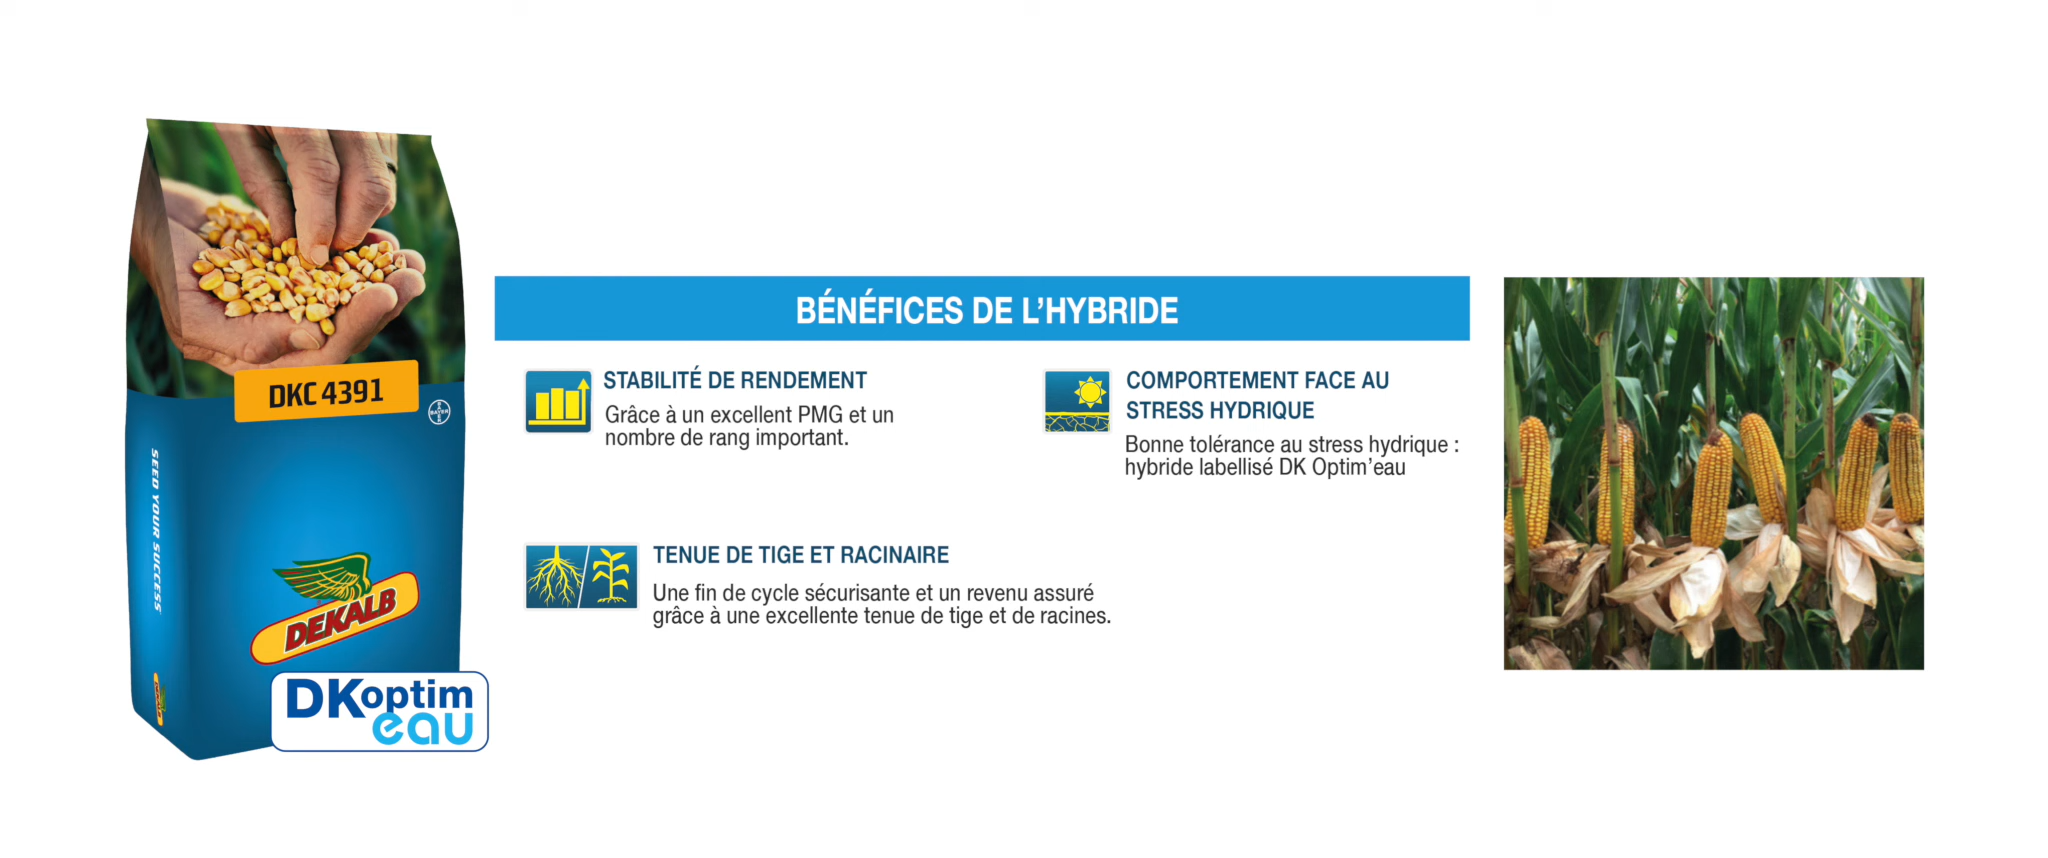 DKC 4391
BAYER
SEED YOUR SUCCESS
DEKALB
DEKALB
DKoptim
eau
BÉNÉFICES DE L'HYBRIDE
STABILITÉ DE RENDEMENT
Grâce à un excellent PMG et un
nombre de rang important.
COMPORTEMENT FACE AU
STRESS HYDRIQUE
Bonne tolérance au stress hydrique :
hybride labellisé DK Optim'eau
TENUE DE TIGE ET RACINAIRE
Une fin de cycle sécurisante et un revenu assuré
grâce à une excellente tenue de tige et de racines.